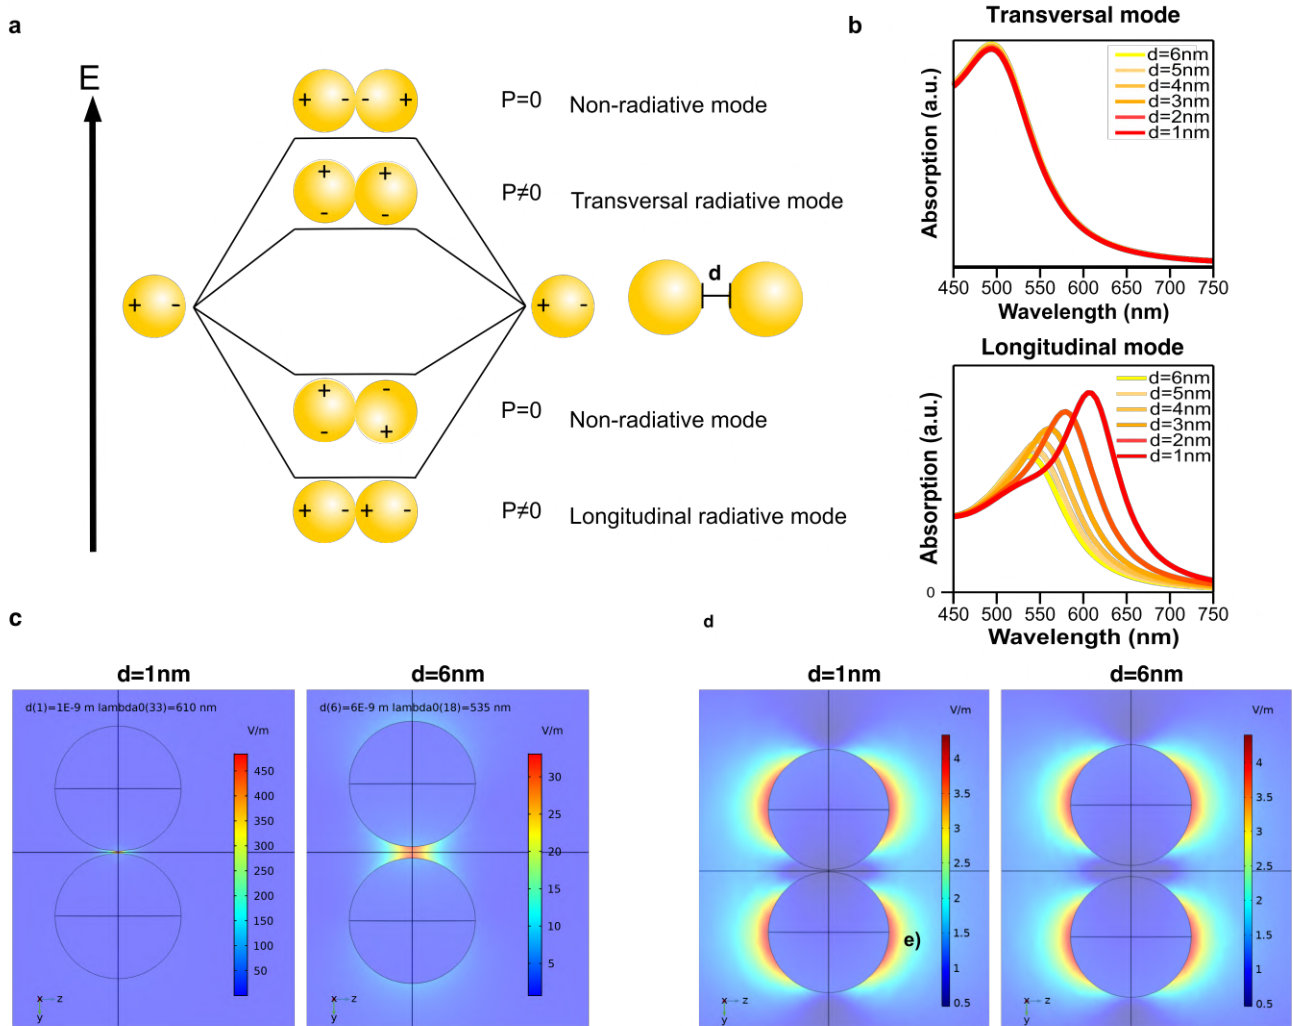 a
E
+ - - +
P=0 Non-radiative mode
+ +
- -
P≠0 Transversal radiative mode
+ -
+ -
d
+ -
- +
P=0 Non-radiative mode
+ - + -
P≠0 Longitudinal radiative mode
b
Transversal mode
Absorption (a.u.)
d=6nm
d=5nm
d=4nm
d=3nm
d=2nm
d=1nm
450 500 550 600 650 700 750
Wavelength (nm)
Longitudinal mode
Absorption (a.u.)
d=6nm
d=5nm
d=4nm
d=3nm
d=2nm
d=1nm
0
450 500 550 600 650 700 750
Wavelength (nm)
c
d=1nm
d(1)=1E-9 m lambda0(33)=610 nm
V/m
450
400
350
300
250
200
150
100
50
x z
y
d=6nm
d(6)=6E-9 m lambda0(18)=535 nm
V/m
30
25
20
15
10
5
x z
y
d
d=1nm
V/m
4
3.5
3
2.5
2
1.5
1
0.5
e)
x z
y
d=6nm
V/m
4
3.5
3
2.5
2
1.5
1
0.5
x z
y